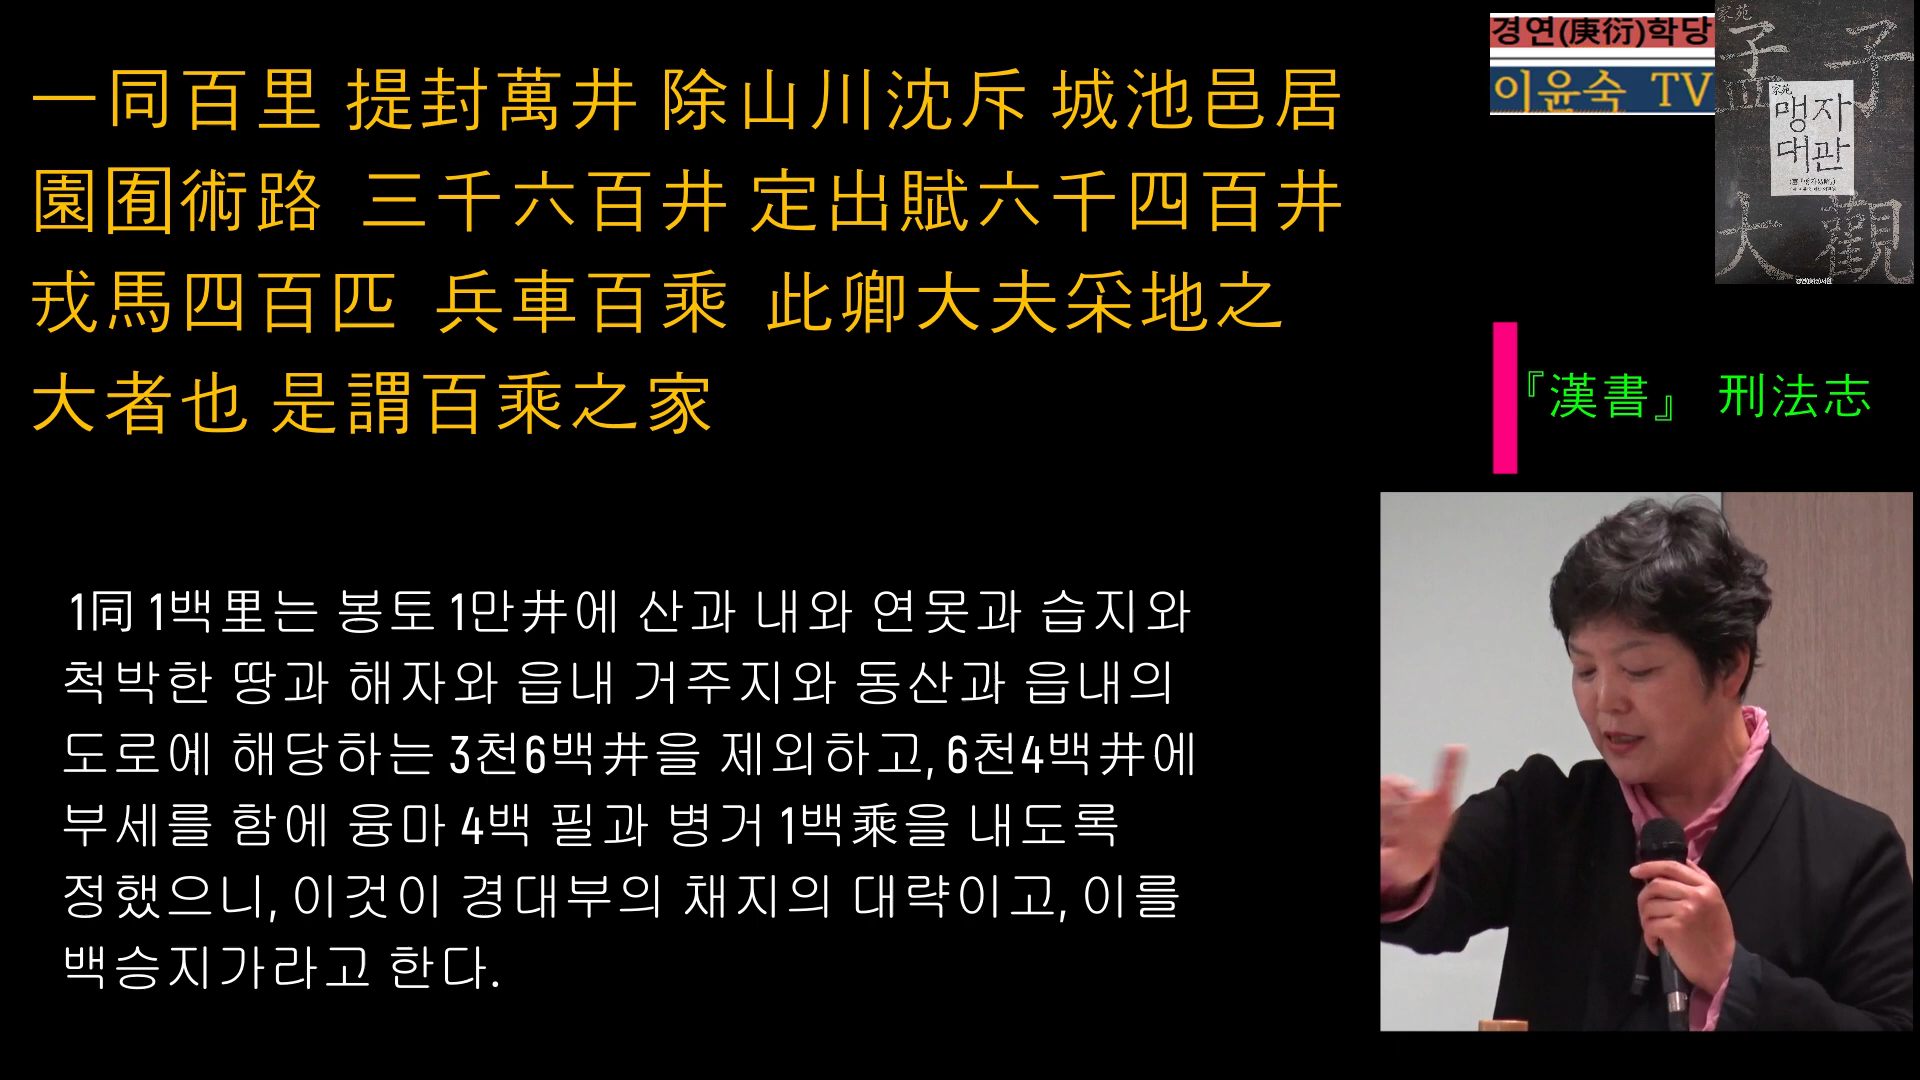 一同百里 提封萬井 除山川沈斥 城池邑居
園囿術路 三千六百井 定出賦六千四百井
戎馬四百匹 兵車百乘 此卿大夫采地之
大者也 是謂百乘之家
경연(庚衍)학당
이윤숙 TV
家苑
孟子
家苑
맹자
대관
大觀
『漢書』 刑法志
1同 1백里는 봉토 1만井에 산과 내와 연못과 습지와
척박한 땅과 해자와 읍내 거주지와 동산과 읍내의
도로에 해당하는 3천6백井을 제외하고, 6천4백井에
부세를 함에 융마 4백 필과 병거 1백乘을 내도록
정했으니, 이것이 경대부의 채지의 대략이고, 이를
백승지가라고 한다.